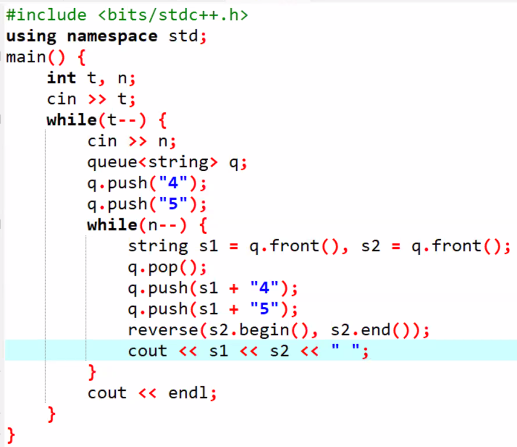 #include <bits/stdc++.h>
using namespace std;
main() {
    int t, n;
    cin >> t;
    while(t--) {
        cin >> n;
        queue<string> q;
        q.push("4");
        q.push("5");
        while(n--) {
            string s1 = q.front(), s2 = q.front();
            q.pop();
            q.push(s1 + "4");
            q.push(s1 + "5");
            reverse(s2.begin(), s2.end());
            cout << s1 << s2 << " ";
        }
        cout << endl;
    }
}